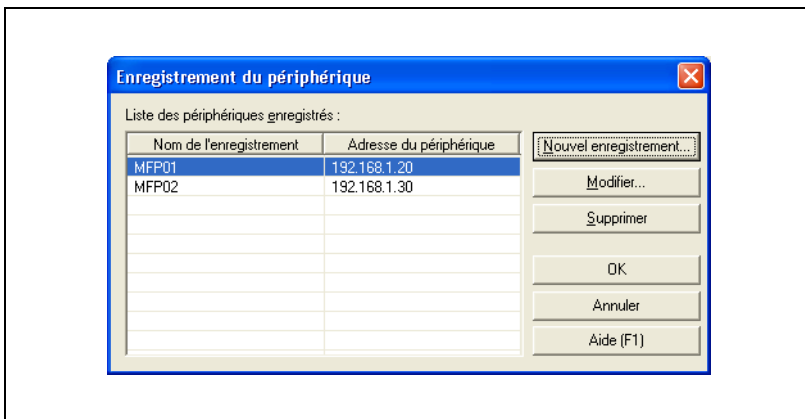 Enregistrement du périphérique
Liste des périphériques enregistrés :
Nom de l'enregistrement Adresse du périphérique
MFP01 192.168.1.20
MFP02 192.168.1.30
Nouvel enregistrement...
Modifier...
Supprimer
OK
Annuler
Aide (F1)